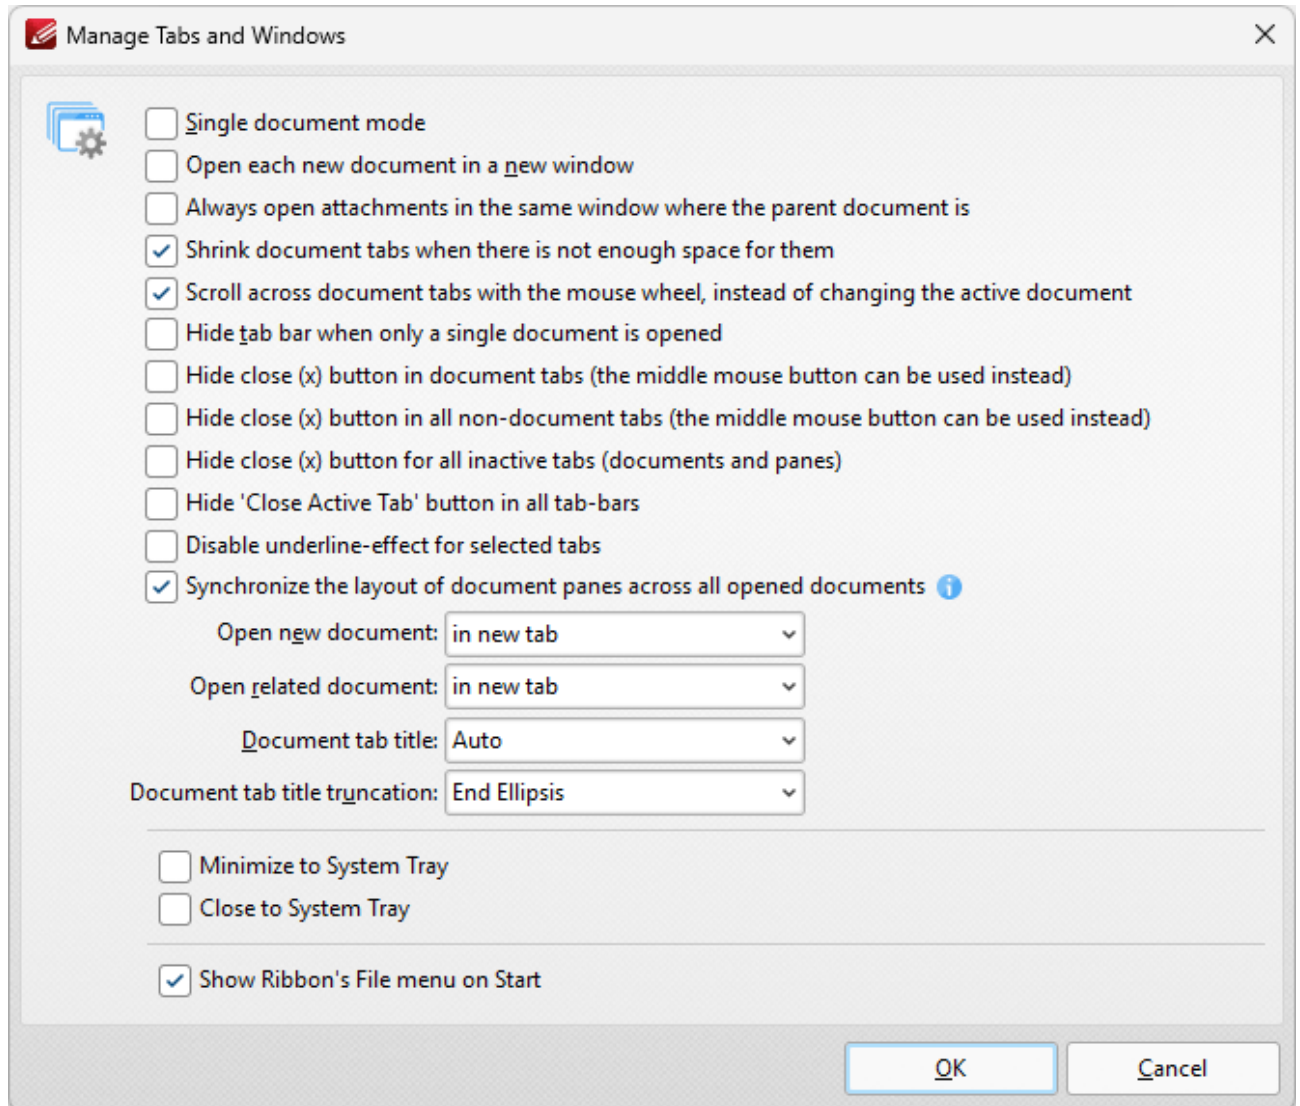 Manage Tabs and Windows
Single document mode
Open each new document in a new window
Always open attachments in the same window where the parent document is
Shrink document tabs when there is not enough space for them
Scroll across document tabs with the mouse wheel, instead of changing the active document
Hide tab bar when only a single document is opened
Hide close (x) button in document tabs (the middle mouse button can be used instead)
Hide close (x) button in all non-document tabs (the middle mouse button can be used instead)
Hide close (x) button for all inactive tabs (documents and panes)
Hide 'Close Active Tab' button in all tab-bars
Disable underline-effect for selected tabs
Synchronize the layout of document panes across all opened documents
Open new document: in new tab
Open related document: in new tab
Document tab title: Auto
Document tab title truncation: End Ellipsis
Minimize to System Tray
Close to System Tray
Show Ribbon's File menu on Start
OK Cancel